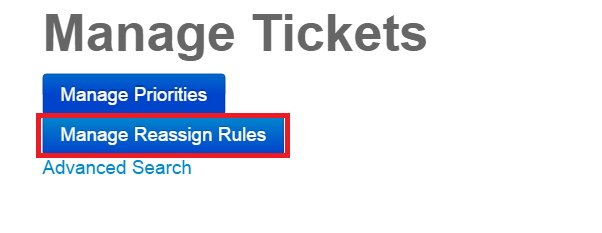 Manage Tickets
Manage Priorities
Manage Reassign Rules
Advanced Search